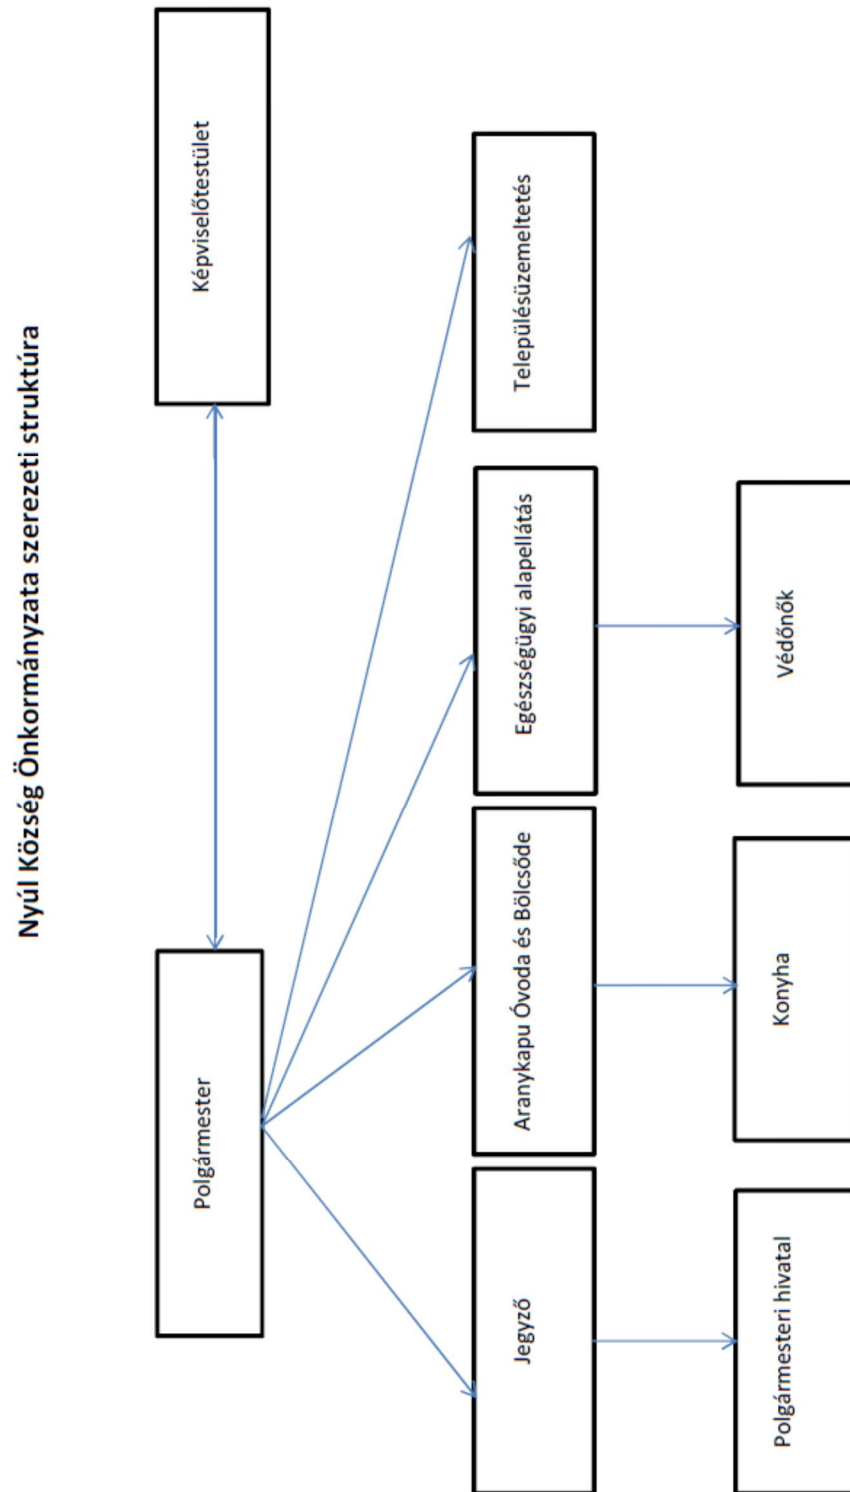 Nyúl Község Önkormányzata szerezeti struktúra
Polgármester
Képviselőtestület
Jegyző
Aranykapu Óvoda és Bölcsőde
Egészségügyi alapellátás
Településüzemeltetés
Polgármesteri hivatal
Konyha
Védőnők